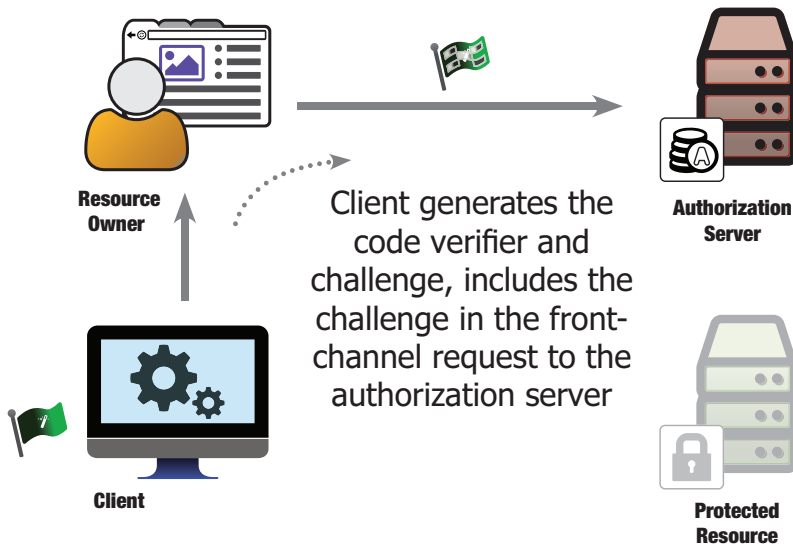 Resource
Owner
Authorization
Server
Client generates the
code verifier and
challenge, includes the
challenge in the front-
channel request to the
authorization server
Client
Protected
Resource
A